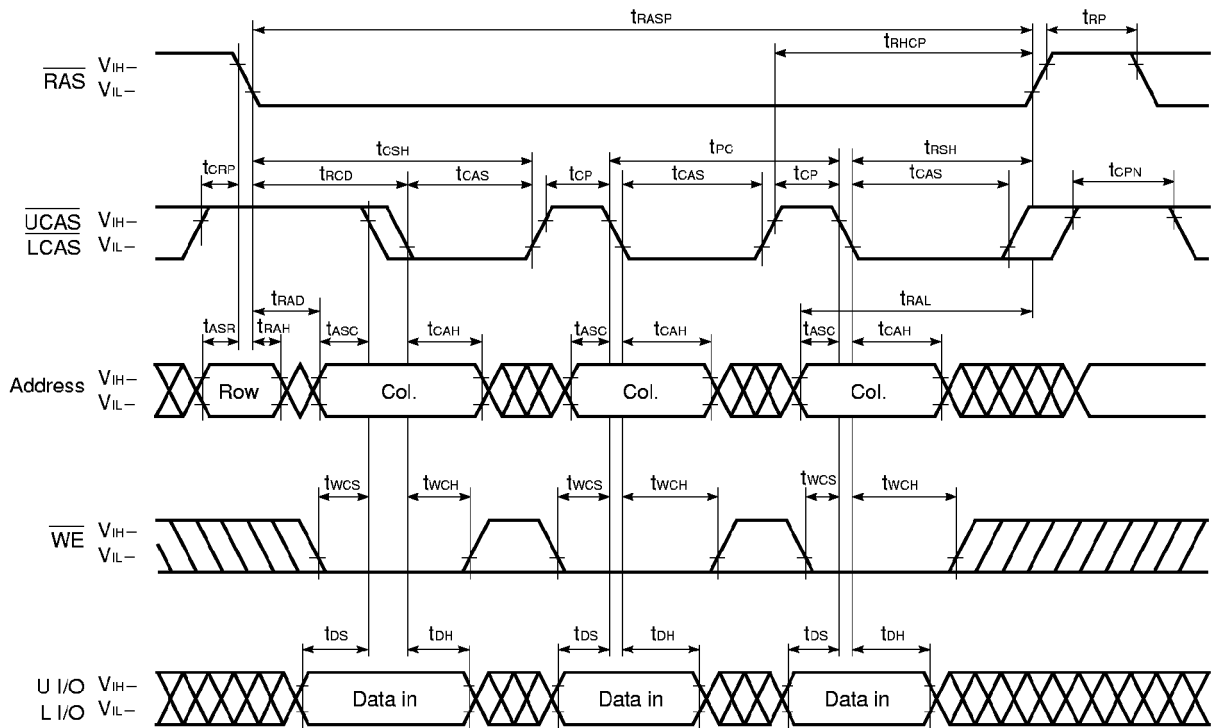 tRASP
tRP
tRHCP
RAS VIH–
VIL–
tCSH
tPC
tRSH
tCRP
tRCD
tCAS
tCP
tCAS
tCP
tCAS
tCPN
UCAS VIH–
LCAS VIL–
tRAD
tRAL
tASR
tRAH
tASC
tCAH
tASC
tCAH
tASC
tCAH
Address VIH–
VIL–
Row
Col.
Col.
Col.
tWCS
tWCH
tWCS
tWCH
tWCS
tWCH
WE VIH–
VIL–
tDS
tDH
tDS
tDH
tDS
tDH
U I/O VIH–
L I/O VIL–
Data in
Data in
Data in